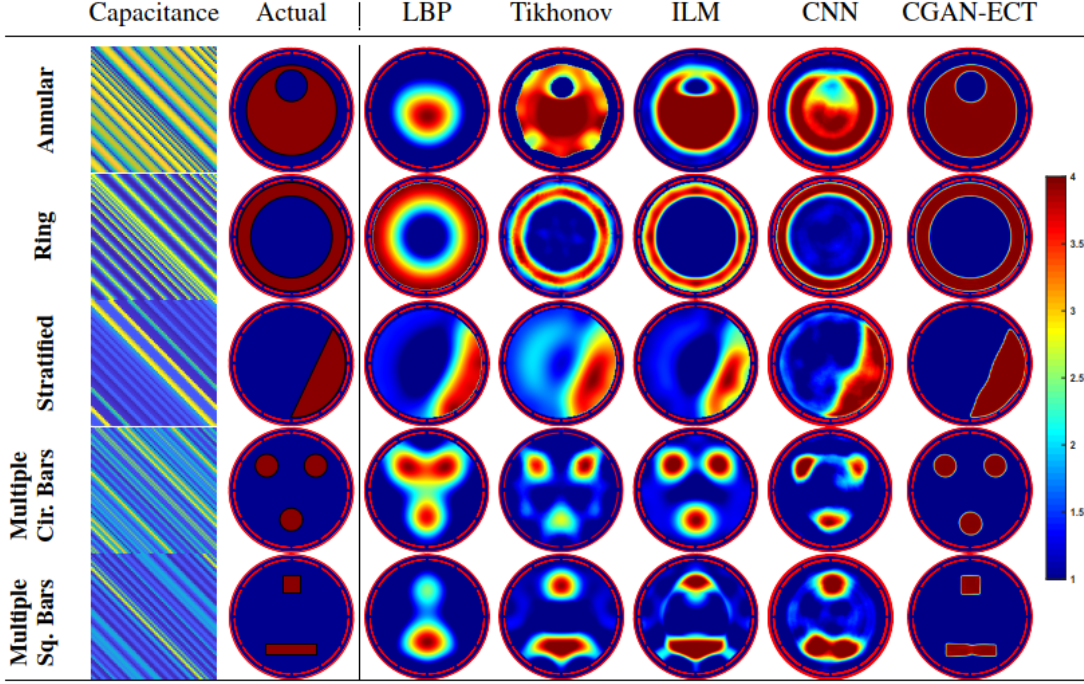 Capacitance Actual LBP Tikhonov ILM CNN CGAN-ECT
Annular
Ring
Stratified
Multiple
Cir. Bars
Multiple
Sq. Bars
4
3.5
3
2.5
2
1.5
1